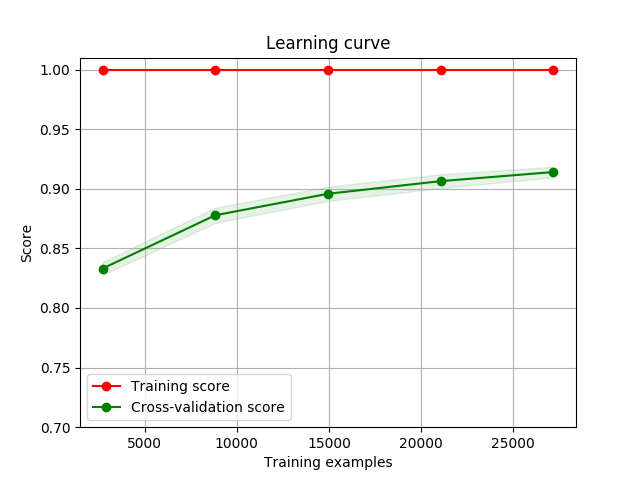 Learning curve
1.00
0.95
0.90
0.85
0.80
0.75
0.70
Score
Training score
Cross-validation score
5000 10000 15000 20000 25000
Training examples